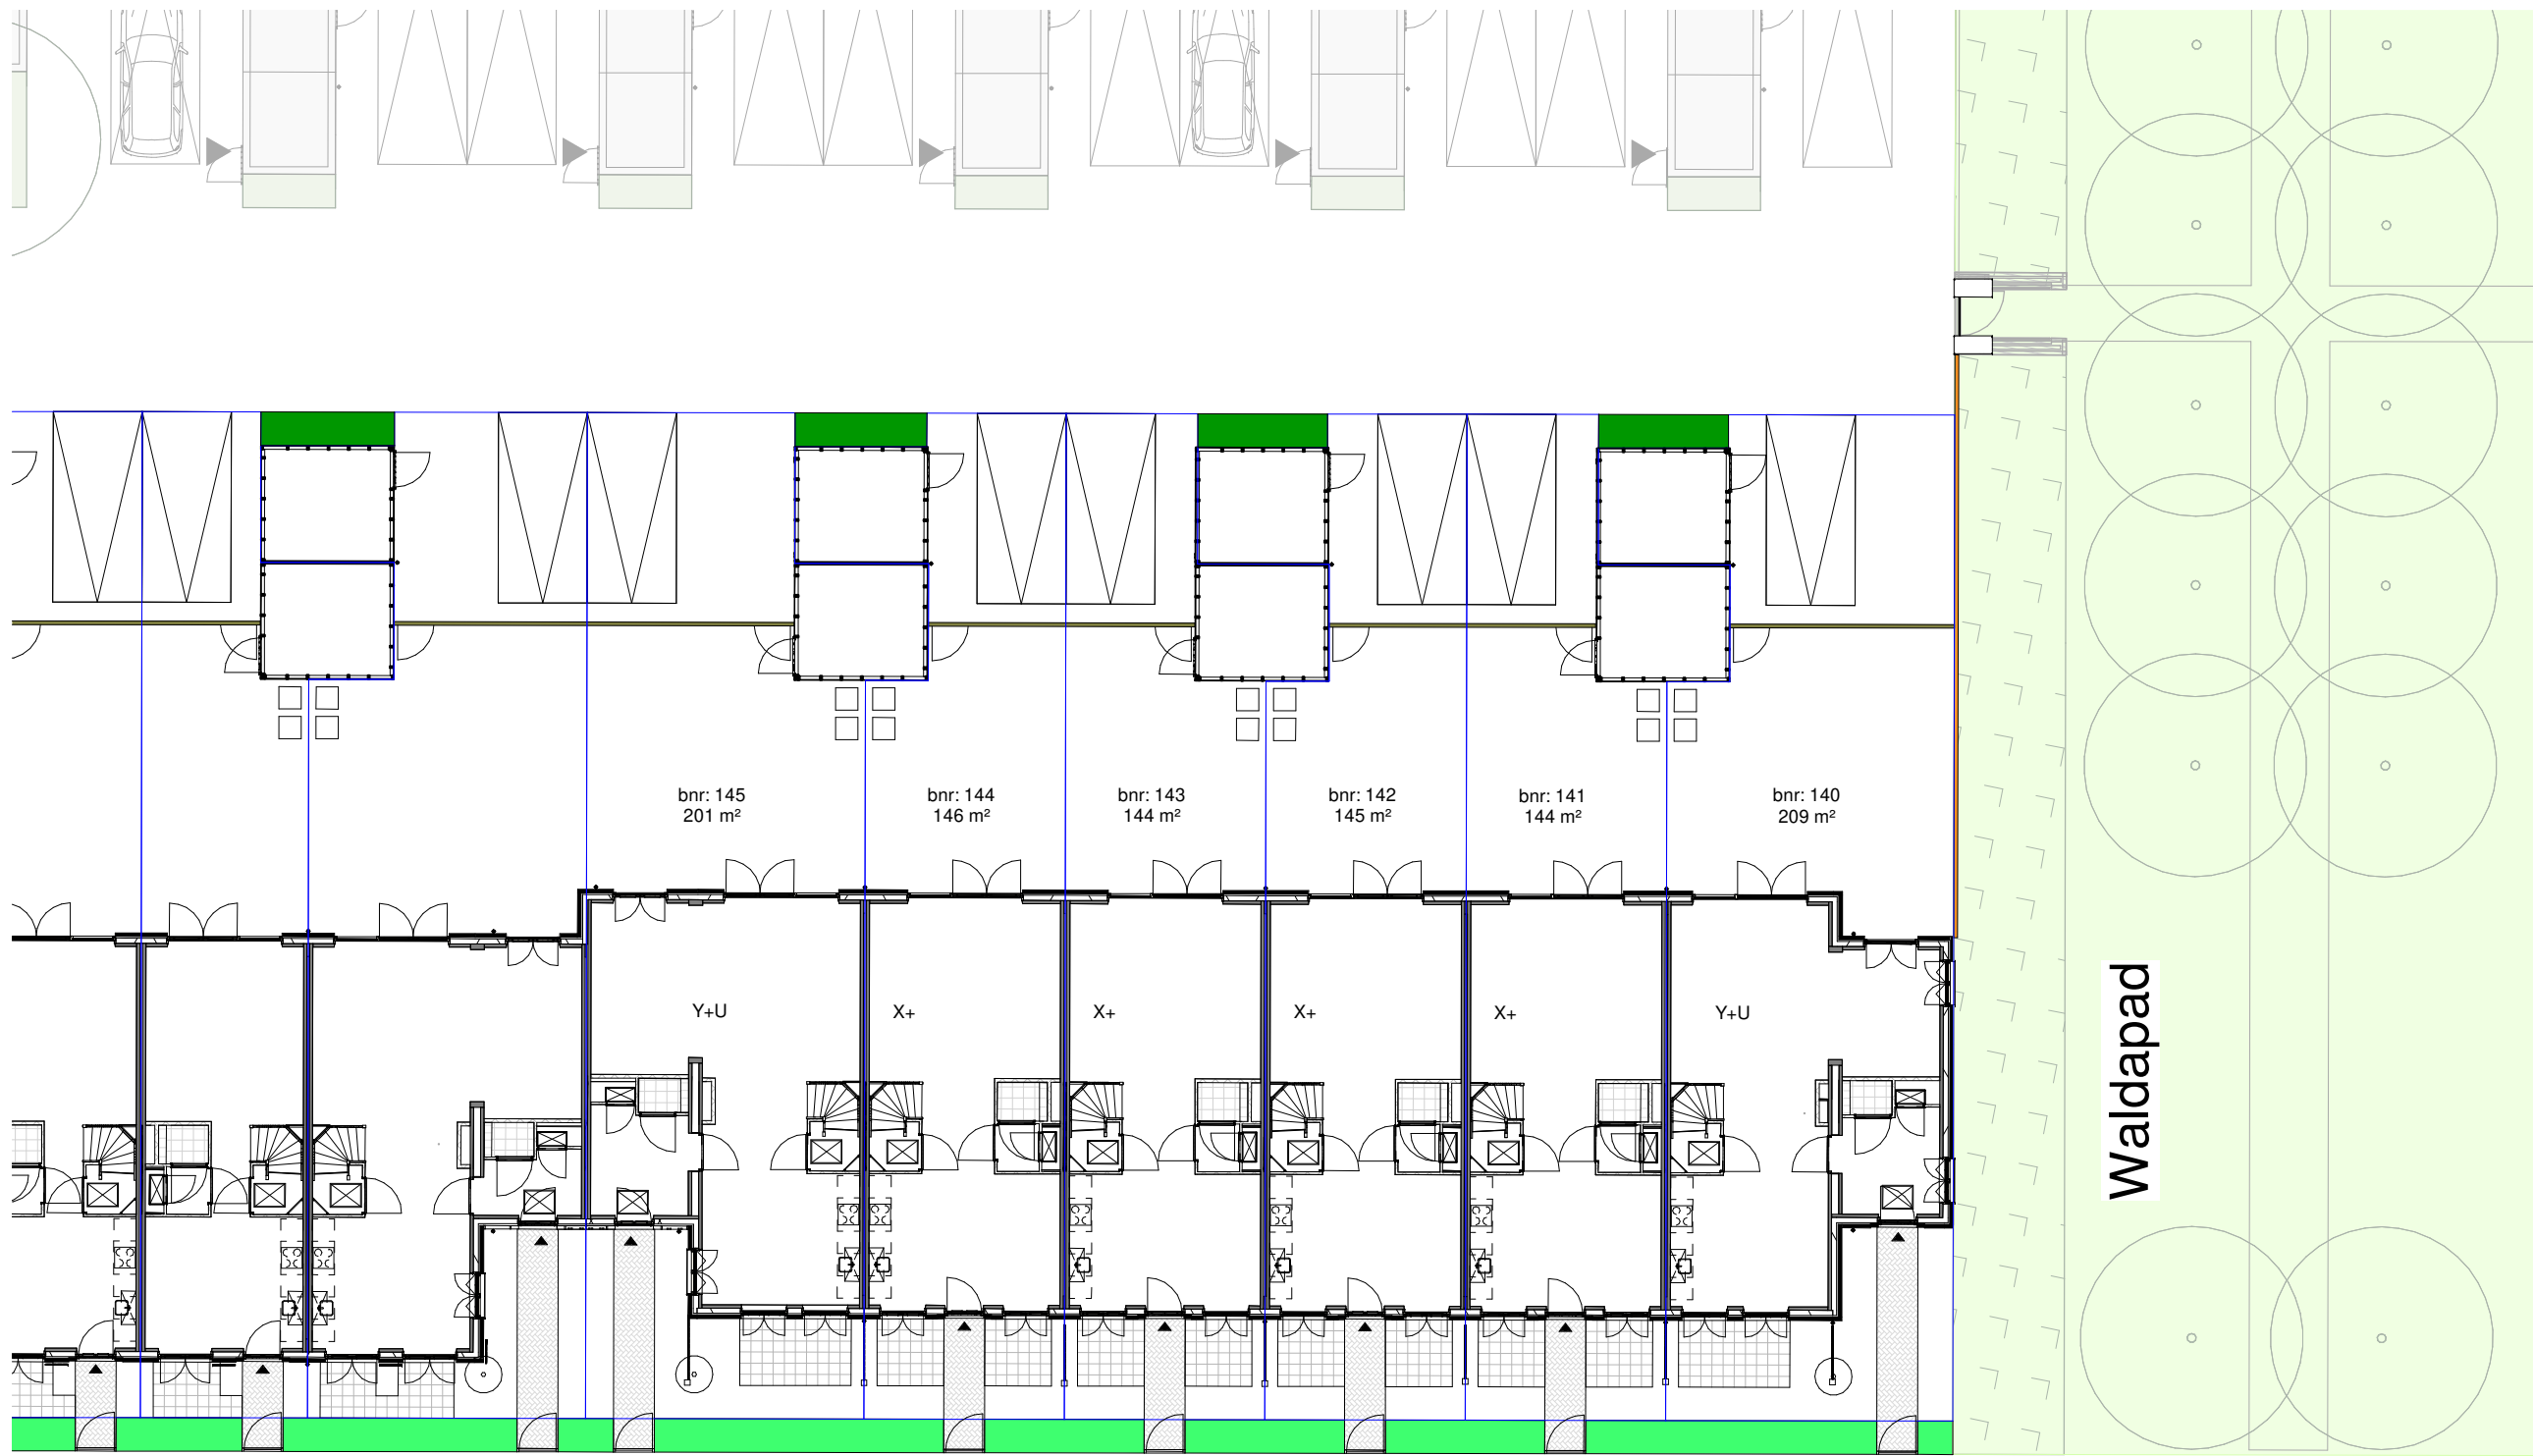 bnr: 145
201 m²
bnr: 144
146 m²
bnr: 143
144 m²
bnr: 142
145 m²
bnr: 141
144 m²
bnr: 140
209 m²
Y+U
X+
X+
X+
X+
Y+U
Waldapad